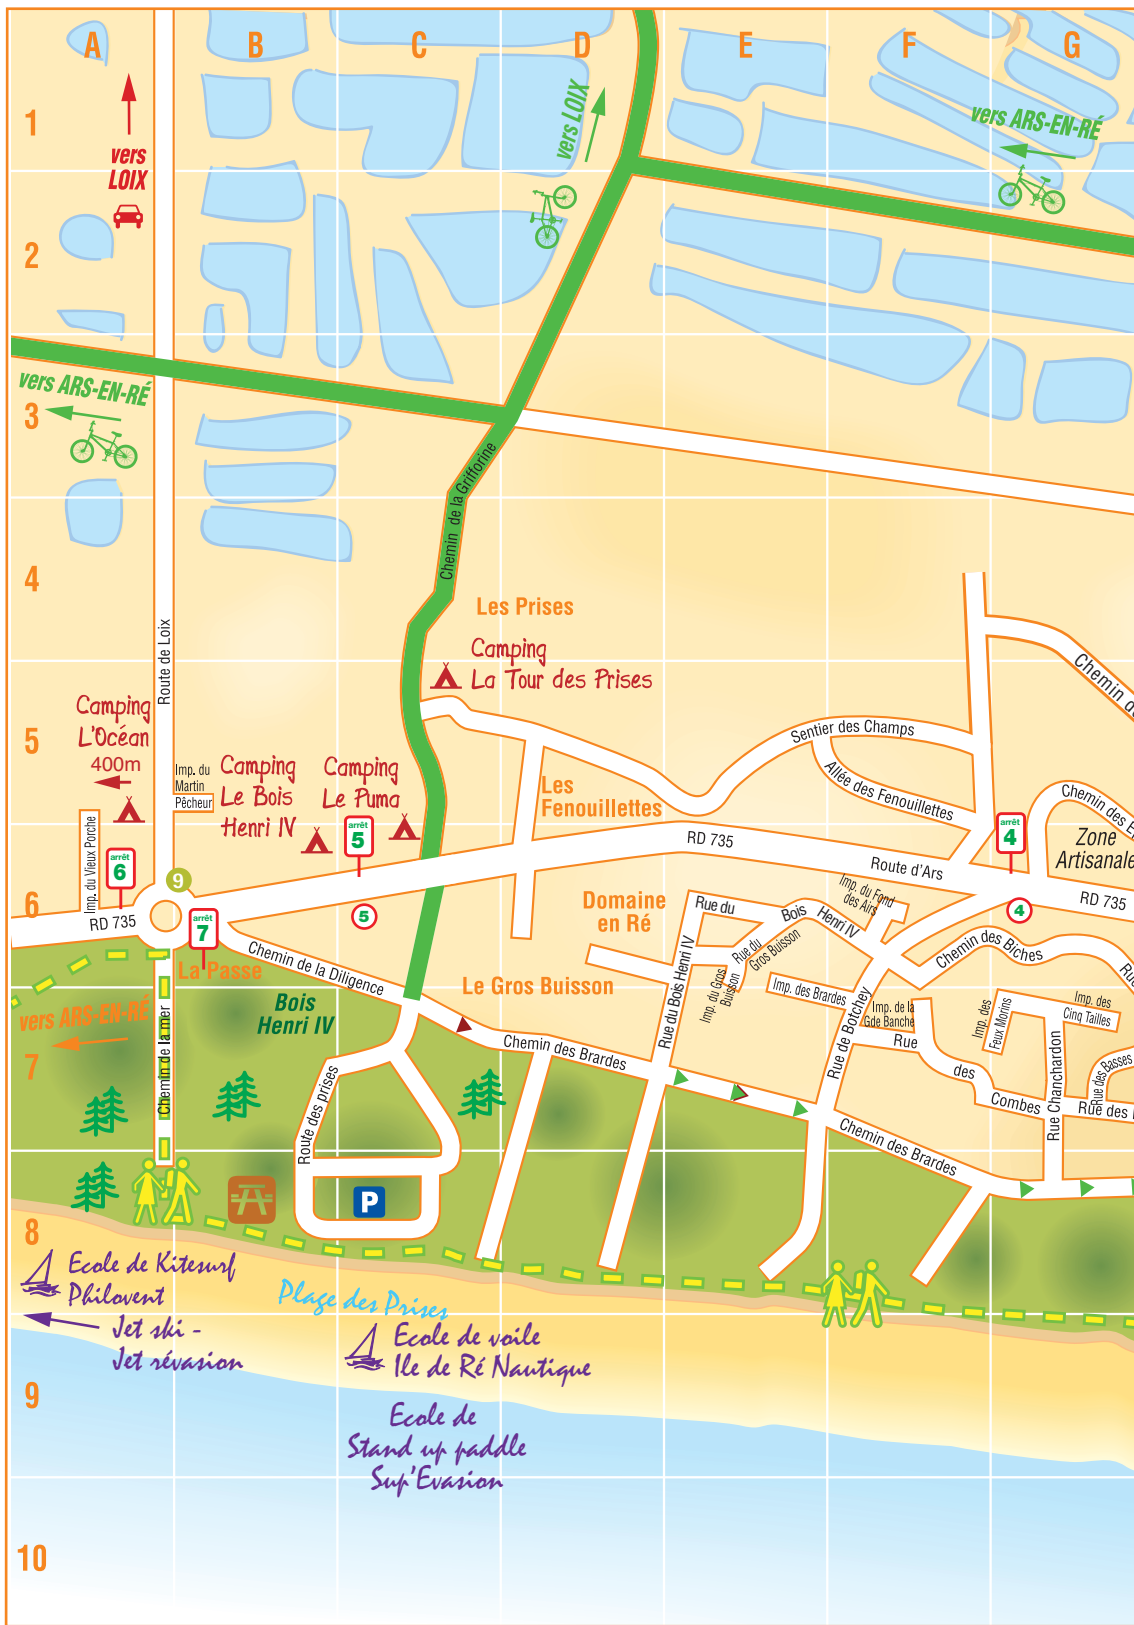 A
B
C
D
E
F
G
1
vers
LOIX
vers LOIX
vers ARS-EN-RÉ
2
3
vers ARS-EN-RÉ
Chemin de la Grifforine
4
Les Prises
Route de Loix
Camping
La Tour des Prises
Chemin d
5
Camping
L'Océan
400m
Imp. du
Martin
Pêcheur
Camping
Le Bois
Henri IV
Camping
Le Puma
Les
Fenouillettes
Sentier des Champs
Allée des Fenouillettes
Chemin des E
Zone
Artisanale
arrêt
6
Imp. du Vieux Porche
arrêt
5
arrêt
4
RD 735
Route d'Ars
RD 735
6
9
RD 735
arrêt
7
5
4
Domaine
en Ré
Rue du
Bois
Henri IV
Imp. du Fond
des Airs
Rue du
Gros Buisson
Imp. du Gros
Buisson
Chemin des Biches
Ru
La Passe
Chemin de la Diligence
Le Gros Buisson
Rue du Bois Henri IV
Imp. des Brardes
Imp. de la
Gde Banche
Imp. des
Feux Morins
Imp. des
Cinq Tailles
vers ARS-EN-RÉ
Bois
Henri IV
7
Chemin de la mer
Route des prises
Chemin des Brardes
Rue de Botchey
Rue
des
Combes
Rue Chanchardon
Rue des Basses
Rue des
Chemin des Brardes
P
8
Ecole de Kitesurf
Philovent
Jet ski -
Jet révasion
Plage des Prises
Ecole de voile
Ile de Ré Nautique
9
Ecole de
Stand up paddle
Sup'Evasion
10